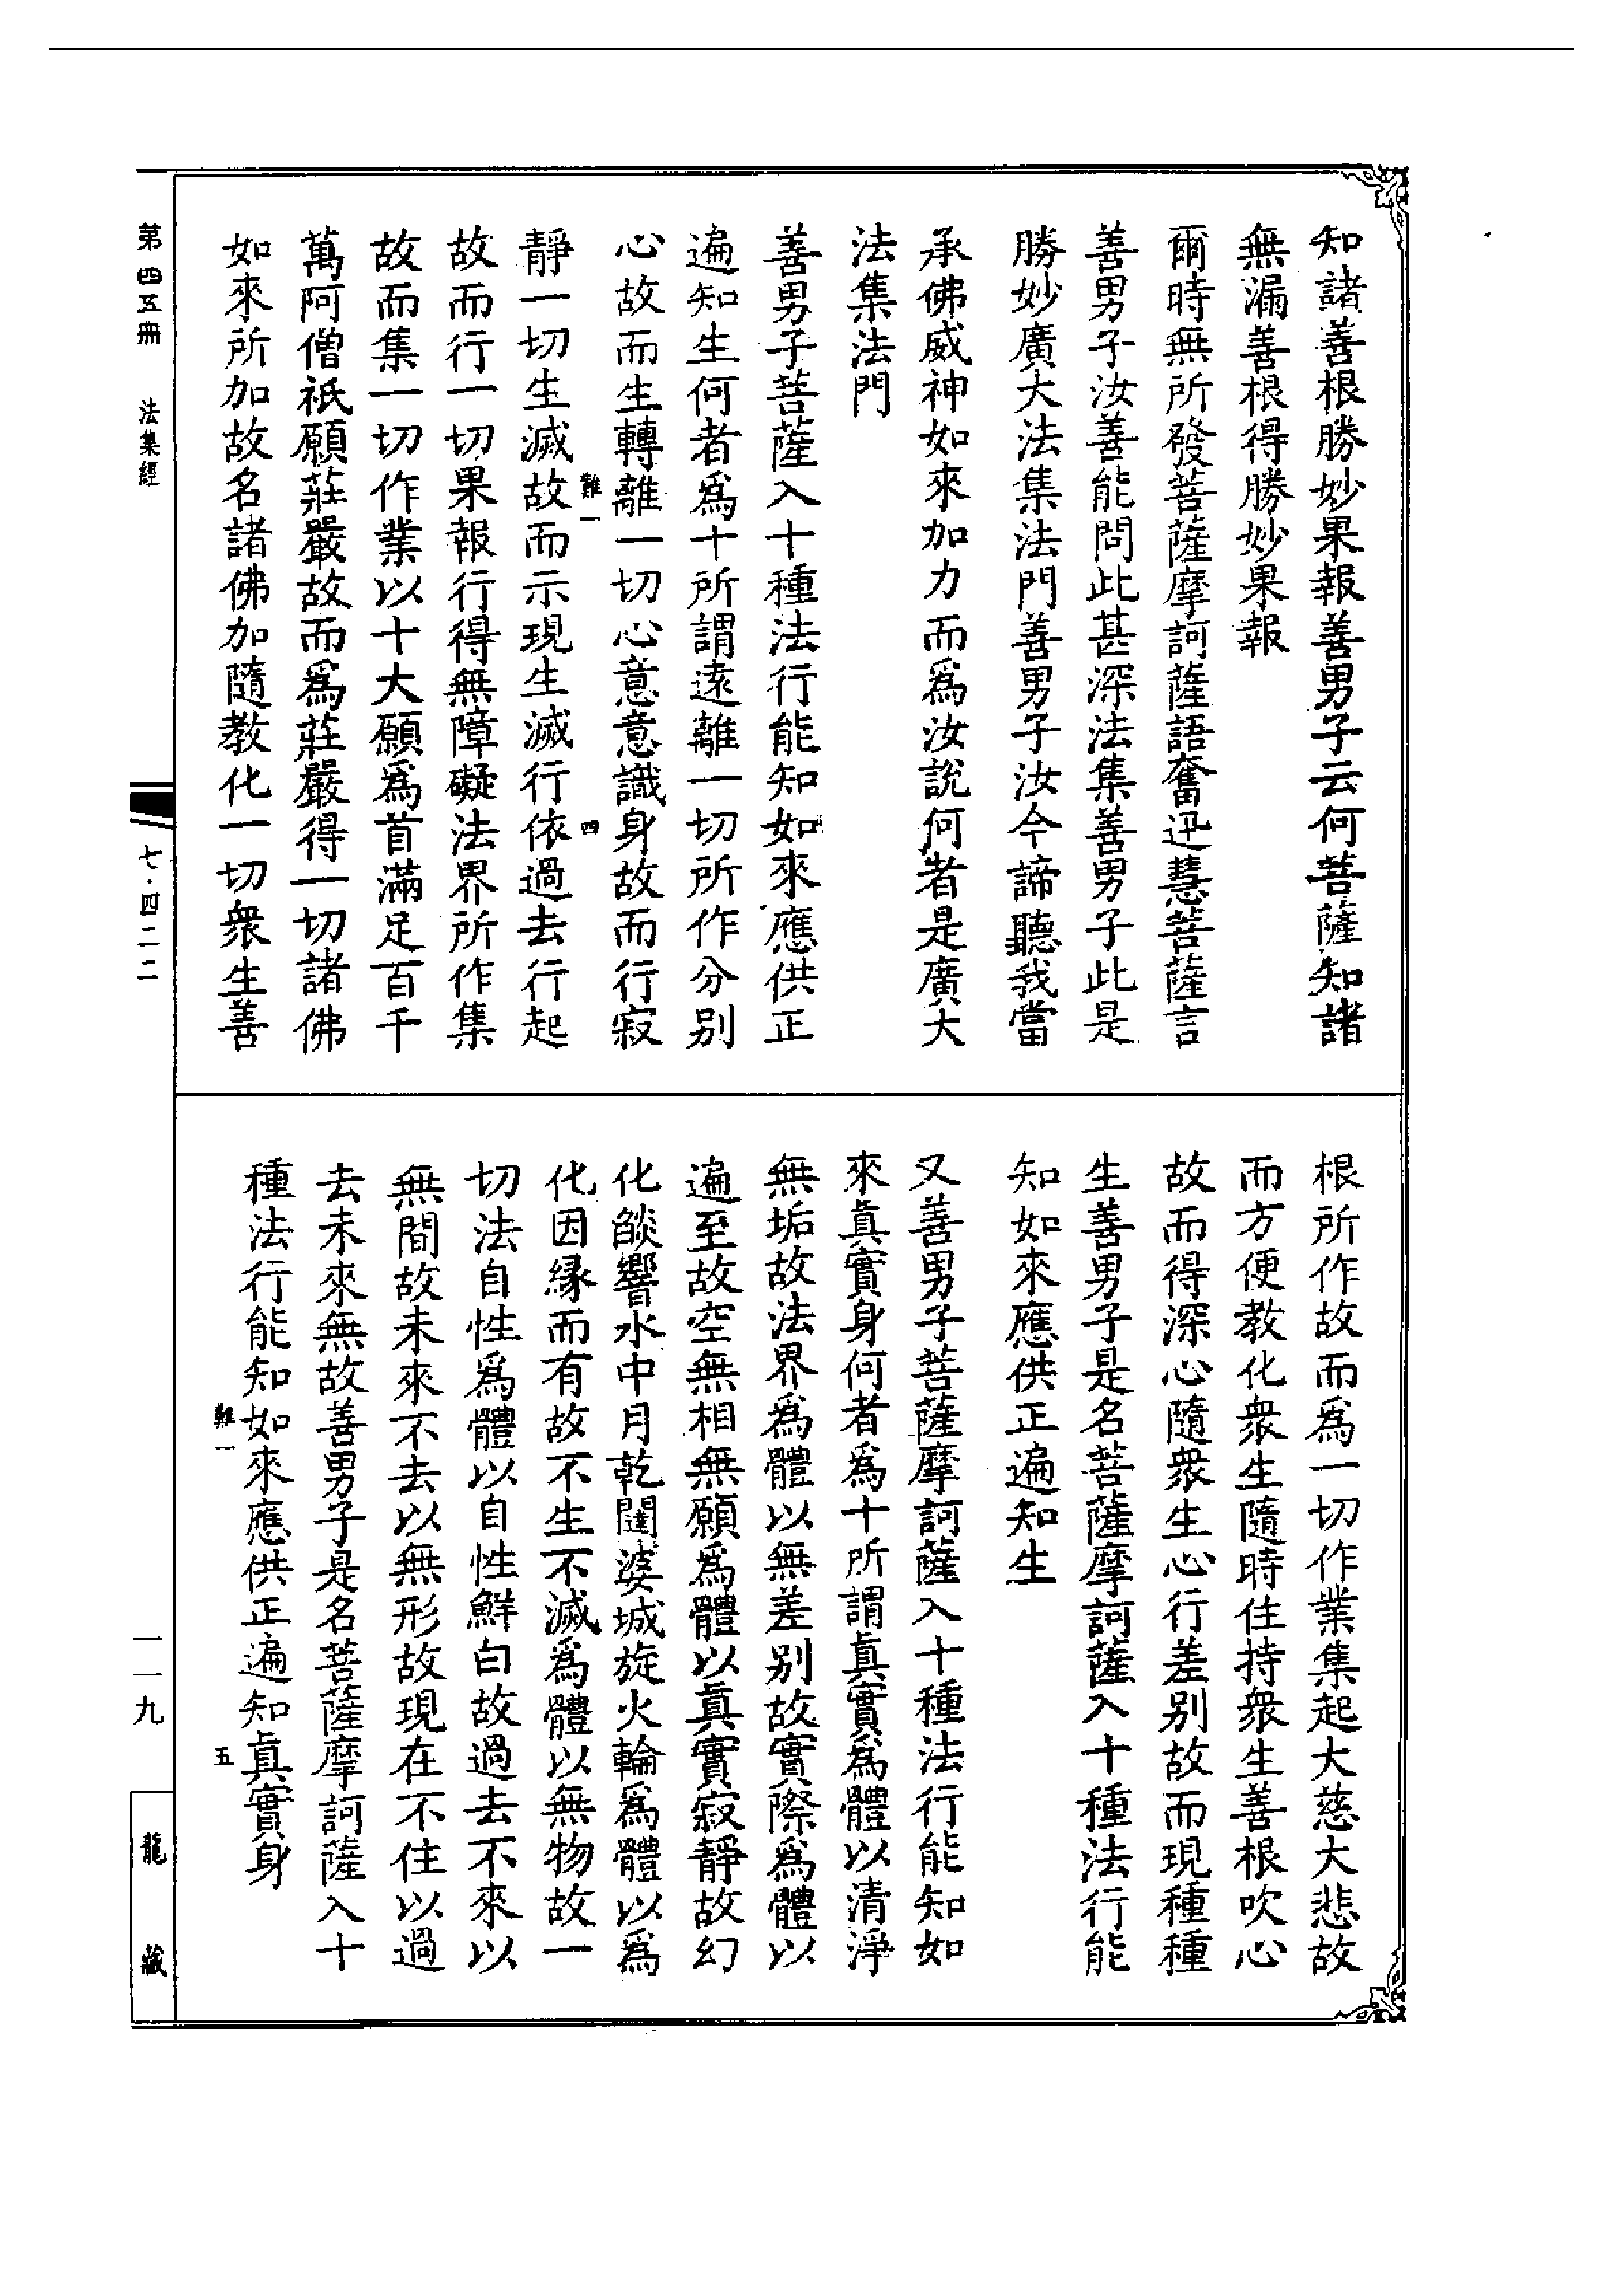 知諸善根勝妙果報善男子云何菩薩知諸
無漏善根得勝妙果報
爾時無所發菩薩摩訶薩語奮迅慧菩薩言
善男子汝善能問此甚深法集善男子此是
勝妙廣大法集法門善男子汝今諦聽我當
承佛威神如來加力而爲汝說何者是廣大
法集法門
善男子菩薩入十種法行能知如來應供正
遍知生何者爲十所謂遠離一切所作分别
心故而生轉離一切心意意識身故而行寂
難一
四
靜一切生滅故而示現生滅行依過去行起
故而行一切果報行得無障礙法界所作集
故而集一切作業以十大願爲首滿足百千
萬阿僧祇願莊嚴故而爲莊嚴得一切諸佛
如來所加故名諸佛加隨教化一切衆生善
根所作故而爲一切作業集起大慈大悲故
而方便教化衆生隨時住持衆生善根吹心
故而得深心隨衆生心行差别故而現種種
生善男子是名菩薩摩訶薩入十種法行能
知如來應供正遍知生
又善男子菩薩摩訶薩入十種法行能知如
來眞實身何者爲十所謂眞實爲體以清淨
無垢故法界爲體以無差别故實際爲體以
遍至故空無相無願爲體以眞實寂靜故幻
化燄響水中月乾闥婆城旋火輪爲體以爲
化因緣而有故不生不滅爲體以無物故一
切法自性爲體以自性鮮白故過去不來以
無間故未來不去以無形故現在不住以過
去未來無故善男子是名菩薩摩訶薩入十
種法行能知如來應供正遍知眞實身
難一
五
第四五冊
法集經
七·四二二
一一九
龍藏